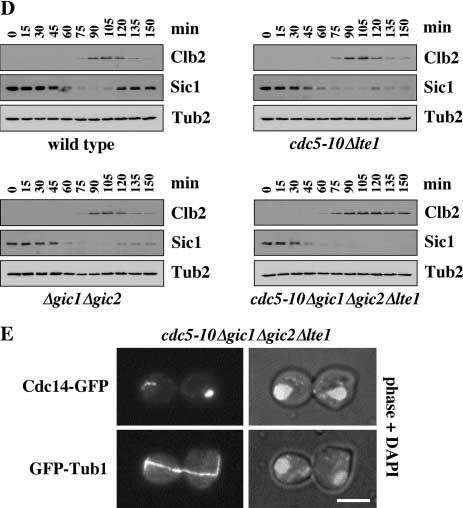 D
0 15 30 45 60 75 90 105 120 135 150 min
Clb2
Sic1
Tub2
wild type
0 15 30 45 60 75 90 105 120 135 150 min
Clb2
Sic1
Tub2
cdc5-10Δlte1
0 15 30 45 60 75 90 105 120 135 150 min
Clb2
Sic1
Tub2
Δgic1Δgic2
0 15 30 45 60 75 90 105 120 135 150 min
Clb2
Sic1
Tub2
cdc5-10Δgic1Δgic2Δlte1
E
cdc5-10Δgic1Δgic2Δlte1
Cdc14-GFP
GFP-Tub1
phase + DAPI